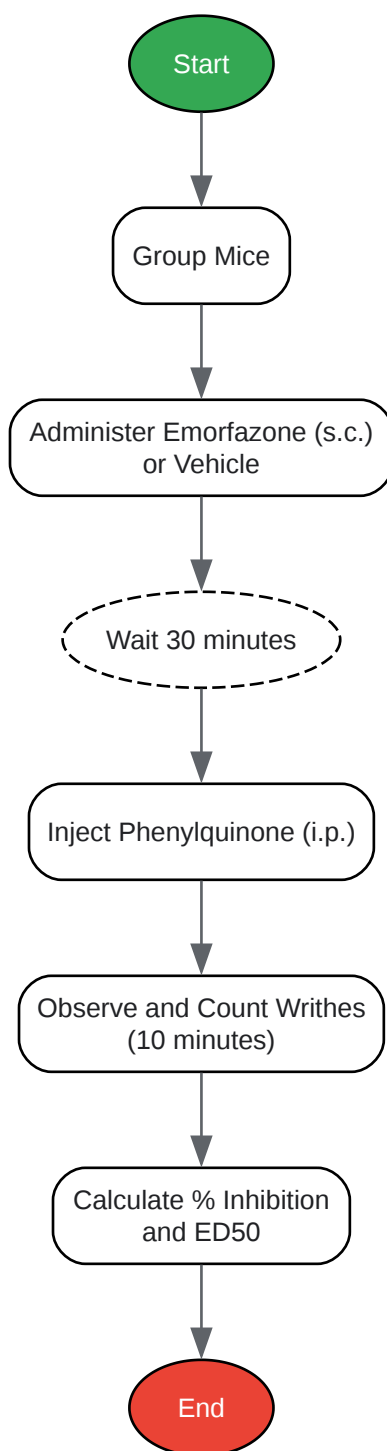 Start
Group Mice
Administer Emorfazone (s.c.)
or Vehicle
Wait 30 minutes
Inject Phenylquinone (i.p.)
Observe and Count Writhes
(10 minutes)
Calculate % Inhibition
and ED50
End